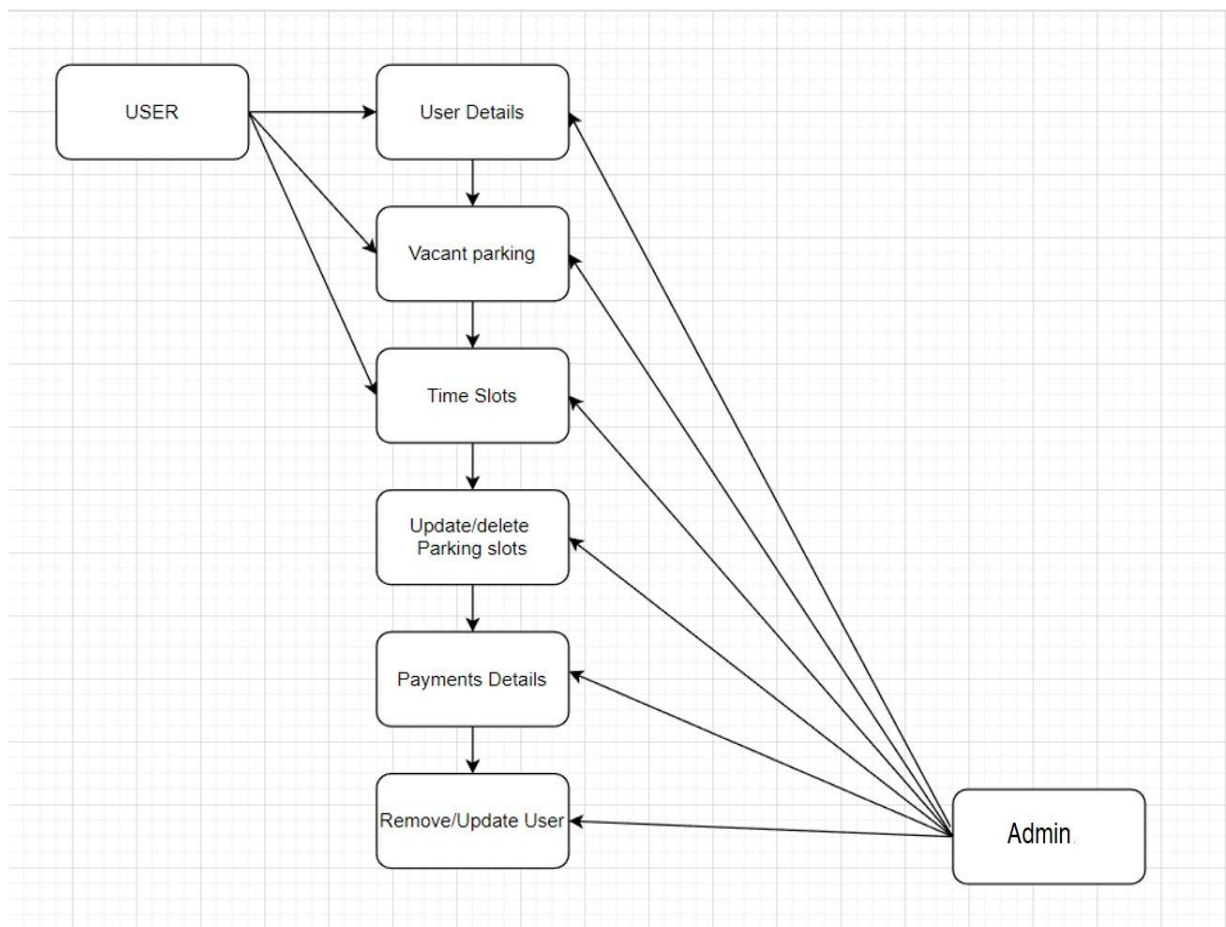 USER
User Details
Vacant parking
Time Slots
Update/delete
Parking slots
Payments Details
Remove/Update User
Admin